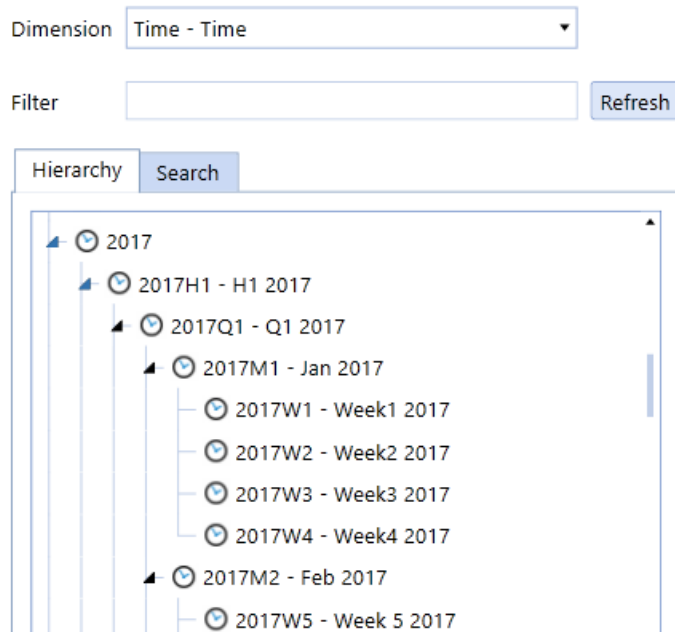 Dimension Time - Time
Filter Refresh
Hierarchy Search
2017
2017H1 - H1 2017
2017Q1 - Q1 2017
2017M1 - Jan 2017
2017W1 - Week1 2017
2017W2 - Week2 2017
2017W3 - Week3 2017
2017W4 - Week4 2017
2017M2 - Feb 2017
2017W5 - Week 5 2017